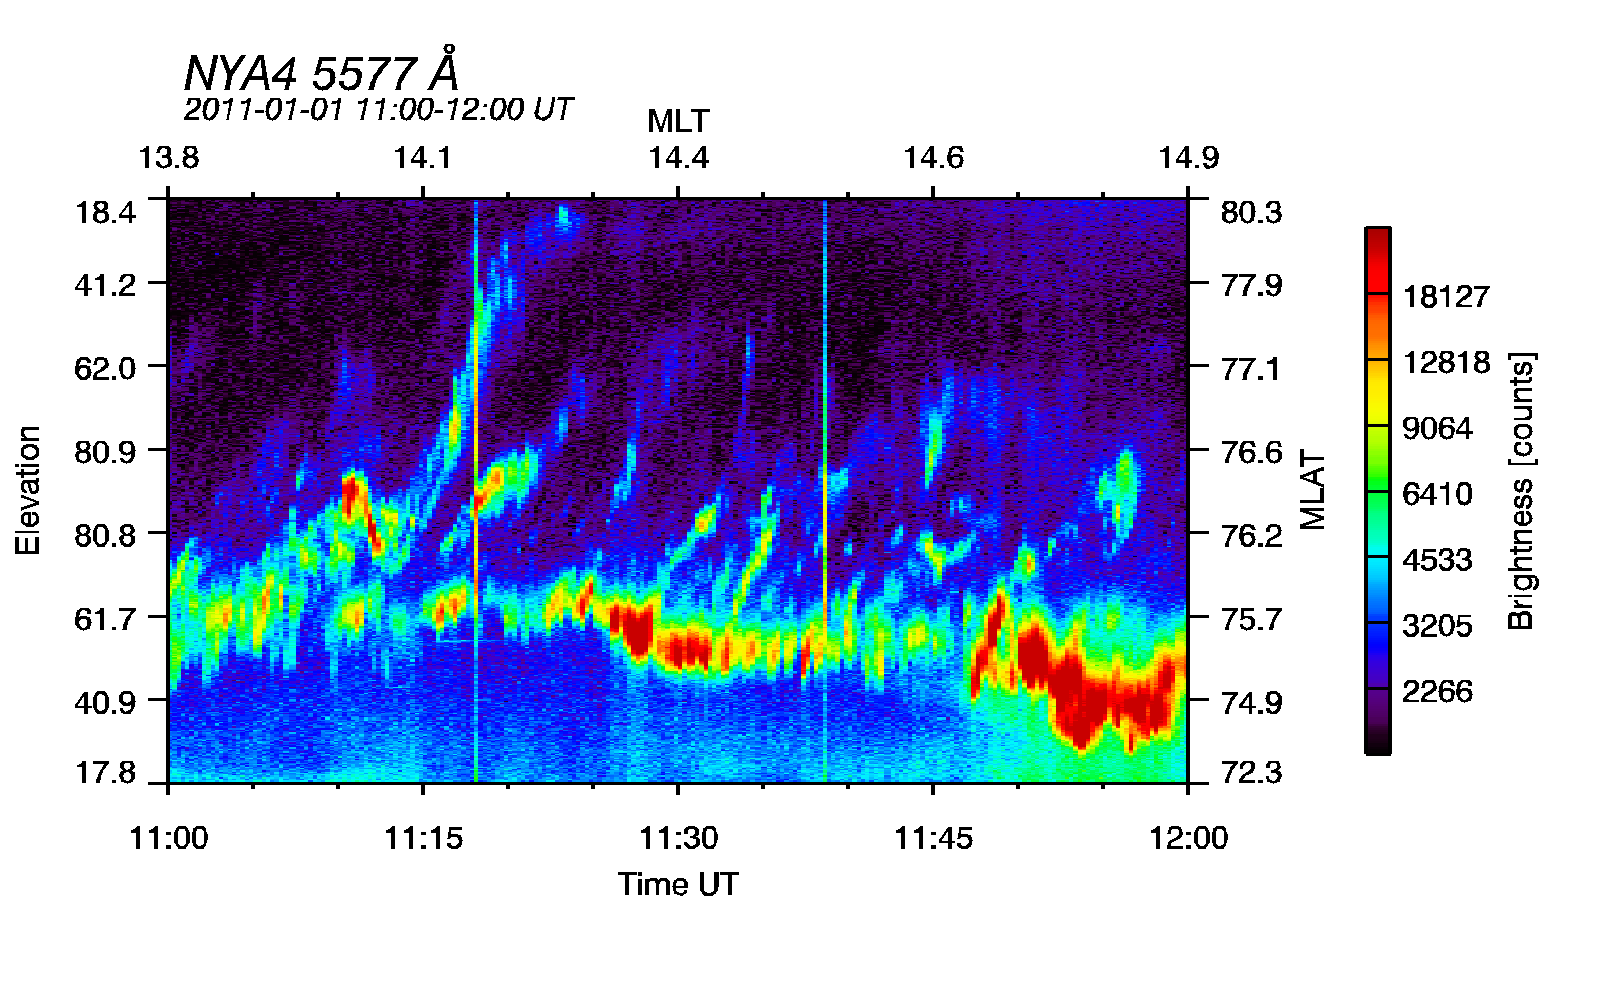 NYA4 5577 Å
2011-01-01 11:00-12:00 UT
MLT
13.8 14.1 14.4 14.6 14.9
18.4
41.2
62.0
80.9
80.8
61.7
40.9
17.8
Elevation
80.3
77.9
77.1
76.6
76.2
75.7
74.9
72.3
MLAT
18127
12818
9064
6410
4533
3205
2266
Brightness [counts]
11:00 11:15 11:30 11:45 12:00
Time UT